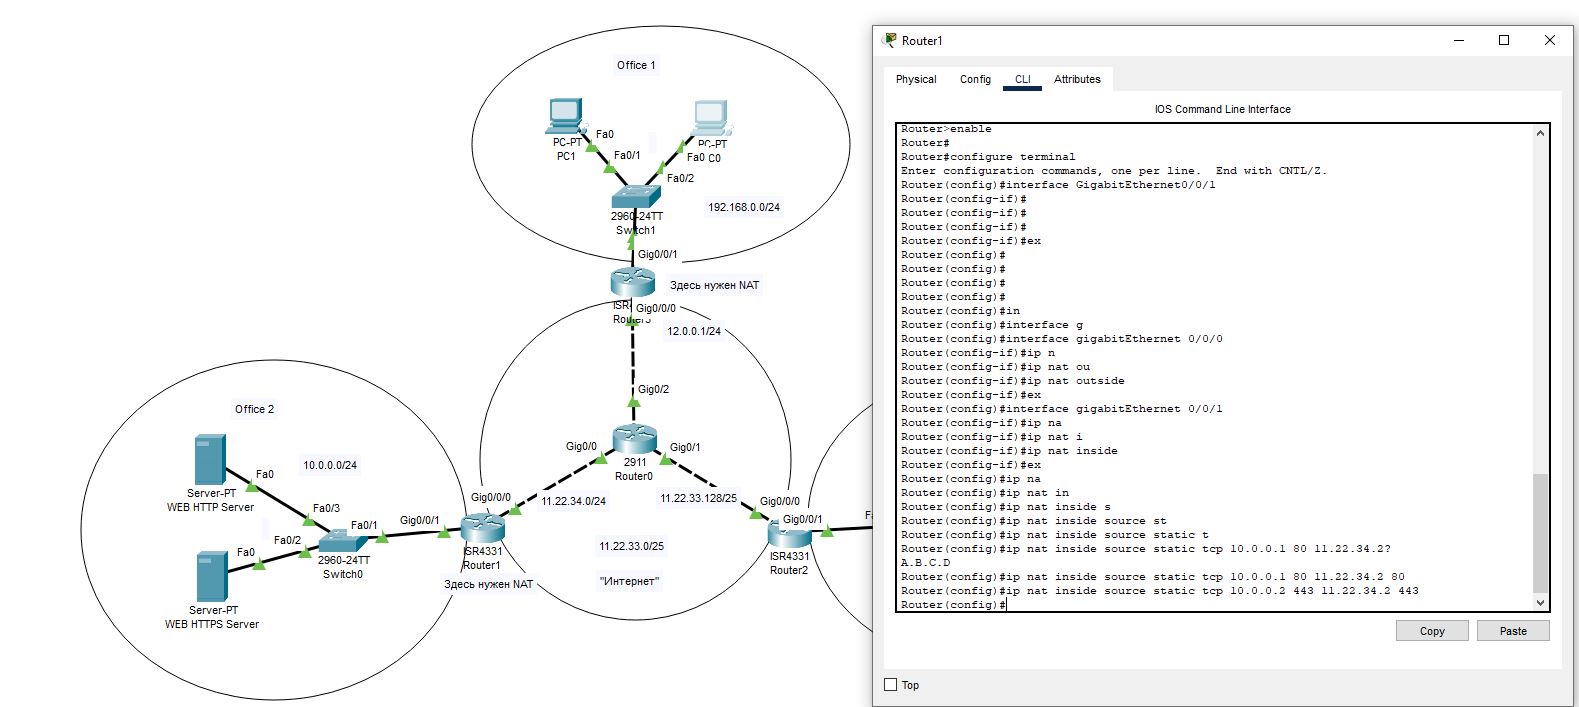 Office 1
PC-PT
PC1
Fa0
Fa0/1
PC-PT
C0
Fa0
Fa0/2
2960-24TT
Switch1
192.168.0.0/24
Gig0/0/1
Здесь нужен NAT
Gig0/0/0
12.0.0.1/24
Gig0/2
Office 2
10.0.0.0/24
Server-PT
WEB HTTP Server
Fa0
Fa0/3
Fa0/1
Gig0/0/1
Fa0/2
Fa0
2960-24TT
Switch0
Server-PT
WEB HTTPS Server
Gig0/0/0
ISR4331
Router1
Здесь нужен NAT
11.22.34.0/24
Gig0/0
Gig0/1
2911
Router0
11.22.33.128/25
11.22.33.0/25
"Интернет"
Gig0/0/0
Gig0/0/1
ISR4331
Router2
Router1
Physical
Config
CLI
Attributes
IOS Command Line Interface
Router>enable
Router#
Router#configure terminal
Enter configuration commands, one per line.  End with CNTL/Z.
Router(config)#interface GigabitEthernet0/0/1
Router(config-if)#
Router(config-if)#
Router(config-if)#
Router(config-if)#ex
Router(config)#
Router(config)#
Router(config)#
Router(config)#
Router(config)#in
Router(config)#interface g
Router(config)#interface gigabitEthernet 0/0/0
Router(config-if)#ip n
Router(config-if)#ip nat ou
Router(config-if)#ip nat outside
Router(config-if)#ex
Router(config)#interface gigabitEthernet 0/0/1
Router(config-if)#ip na
Router(config-if)#ip nat i
Router(config-if)#ip nat inside
Router(config-if)#ex
Router(config)#ip na
Router(config)#ip nat in
Router(config)#ip nat inside s
Router(config)#ip nat inside source st
Router(config)#ip nat inside source static t
Router(config)#ip nat inside source static tcp 10.0.0.1 80 11.22.34.2?
A.B.C.D
Router(config)#ip nat inside source static tcp 10.0.0.1 80 11.22.34.2 80
Router(config)#ip nat inside source static tcp 10.0.0.2 443 11.22.34.2 443
Router(config)#
Copy
Paste
Top